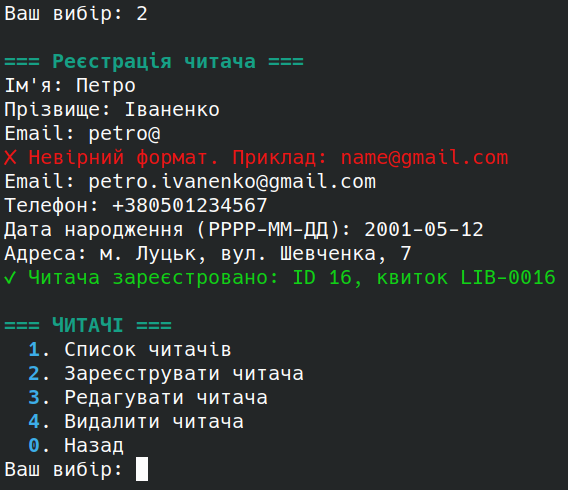 Ваш вибір: 2
=== Реєстрація читача ===
Ім'я: Петро
Прізвище: Іваненко
Email: petro@
✗ Невірний формат. Приклад: name@gmail.com
Email: petro.ivanenko@gmail.com
Телефон: +380501234567
Дата народження (РРРР-ММ-ДД): 2001-05-12
Адреса: м. Луцьк, вул. Шевченка, 7
✓ Читача зареєстровано: ID 16, квиток LIB-0016
=== ЧИТАЧІ ===
1. Список читачів
2. Зареєструвати читача
3. Редагувати читача
4. Видалити читача
0. Назад
Ваш вибір: